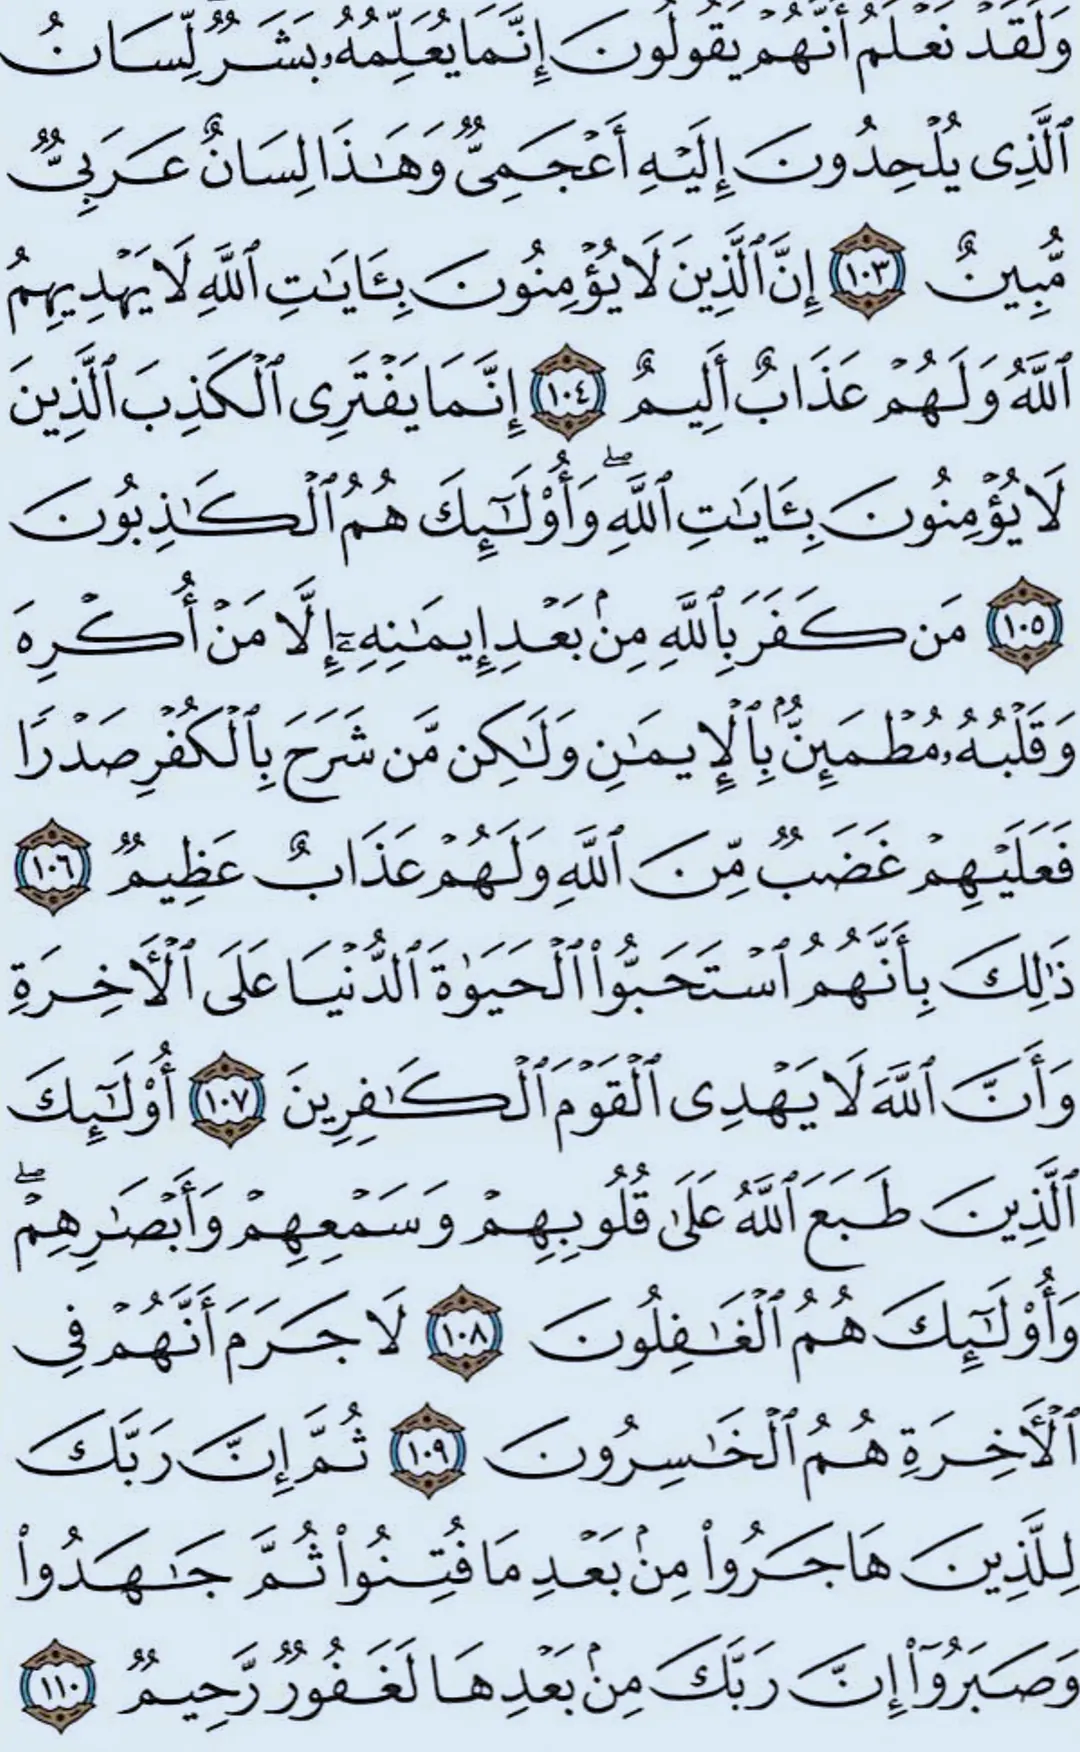 وَلَقَدۡ نَعۡلَمُ أَنَّهُمۡ يَقُولُونَ إِنَّمَا يُعَلِّمُهُۥ بَشَرٞۗ لِّسَانُ
ٱلَّذِي يُلۡحِدُونَ إِلَيۡهِ أَعۡجَمِيّٞ وَهَٰذَا لِسَانٌ عَرَبِيّٞ
مُّبِينٌ ١٠٣ إِنَّ ٱلَّذِينَ لَا يُؤۡمِنُونَ بِـَٔايَٰتِ ٱللَّهِ لَا يَهۡدِيهِمُ
ٱللَّهُ وَلَهُمۡ عَذَابٌ أَلِيمٌ ١٠٤ إِنَّمَا يَفۡتَرِي ٱلۡكَذِبَ ٱلَّذِينَ
لَا يُؤۡمِنُونَ بِـَٔايَٰتِ ٱللَّهِۖ وَأُوْلَٰٓئِكَ هُمُ ٱلۡكَٰذِبُونَ
١٠٥ مَن كَفَرَ بِٱللَّهِ مِنۢ بَعۡدِ إِيمَٰنِهِۦٓ إِلَّا مَنۡ أُكۡرِهَ
وَقَلۡبُهُۥ مُطۡمَئِنُّۢ بِٱلۡإِيمَٰنِ وَلَٰكِن مَّن شَرَحَ بِٱلۡكُفۡرِ صَدۡرٗا
فَعَلَيۡهِمۡ غَضَبٞ مِّنَ ٱللَّهِ وَلَهُمۡ عَذَابٌ عَظِيمٞ ١٠٦
ذَٰلِكَ بِأَنَّهُمُ ٱسۡتَحَبُّواْ ٱلۡحَيَوٰةَ ٱلدُّنۡيَا عَلَى ٱلۡأٓخِرَةِ
وَأَنَّ ٱللَّهَ لَا يَهۡدِي ٱلۡقَوۡمَ ٱلۡكَٰفِرِينَ ١٠٧ أُوْلَٰٓئِكَ
ٱلَّذِينَ طَبَعَ ٱللَّهُ عَلَىٰ قُلُوبِهِمۡ وَسَمۡعِهِمۡ وَأَبۡصَٰرِهِمۡۖ
وَأُوْلَٰٓئِكَ هُمُ ٱلۡغَٰفِلُونَ ١٠٨ لَا جَرَمَ أَنَّهُمۡ فِي
ٱلۡأٓخِرَةِ هُمُ ٱلۡخَٰسِرُونَ ١٠٩ ثُمَّ إِنَّ رَبَّكَ
لِلَّذِينَ هَاجَرُواْ مِنۢ بَعۡدِ مَا فُتِنُواْ ثُمَّ جَٰهَدُواْ
وَصَبَرُوٓاْ إِنَّ رَبَّكَ مِنۢ بَعۡدِهَا لَغَفُورٞ رَّحِيمٞ ١١٠